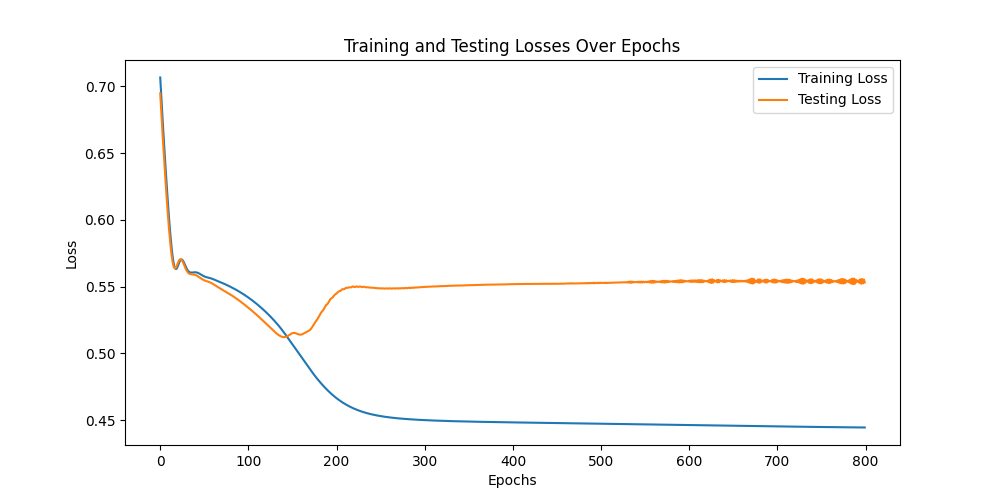 Training and Testing Losses Over Epochs
Training Loss
Testing Loss
Loss
0.70
0.65
0.60
0.55
0.50
0.45
0 100 200 300 400 500 600 700 800
Epochs